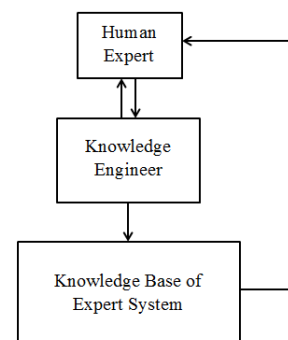 Human
Expert
Knowledge
Engineer
Knowledge Base of
Expert System